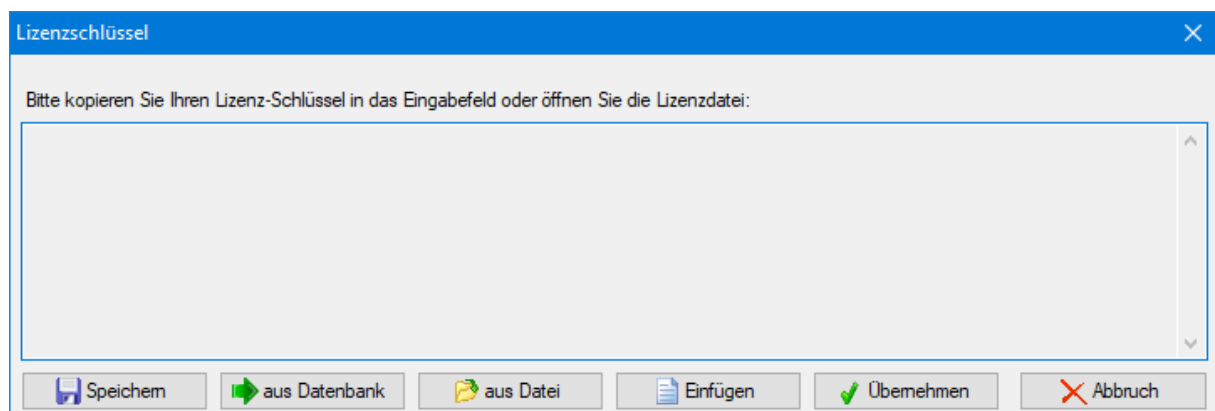 Lizenzschlüssel
Bitte kopieren Sie Ihren Lizenz-Schlüssel in das Eingabefeld oder öffnen Sie die Lizenzdatei:
Speichern aus Datenbank aus Datei Einfügen Übernehmen Abbruch